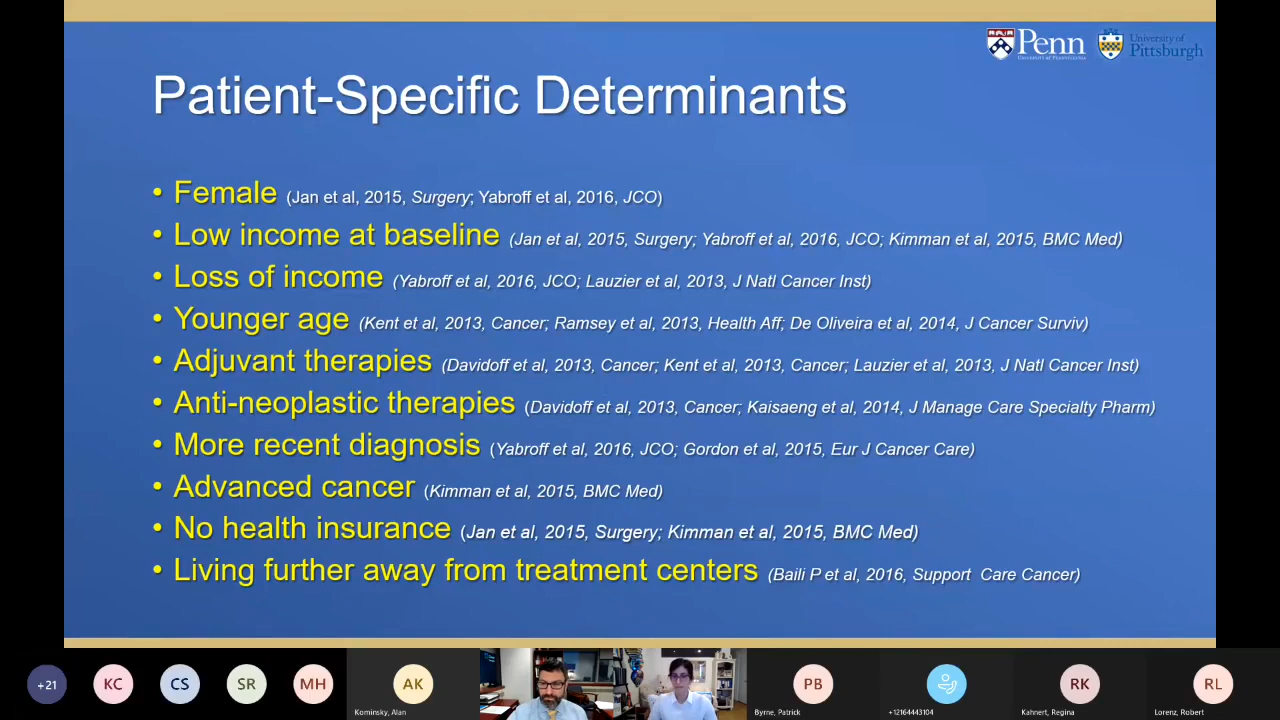 Penn
UNIVERSITY of PENNSYLVANIA
University of
Pittsburgh
Patient-Specific Determinants
• Female (Jan et al, 2015, Surgery; Yabroff et al, 2016, JCO)
• Low income at baseline (Jan et al, 2015, Surgery; Yabroff et al, 2016, JCO; Kimman et al, 2015, BMC Med)
• Loss of income (Yabroff et al, 2016, JCO; Lauzier et al, 2013, J Natl Cancer Inst)
• Younger age (Kent et al, 2013, Cancer; Ramsey et al, 2013, Health Aff; De Oliveira et al, 2014, J Cancer Surviv)
• Adjuvant therapies (Davidoff et al, 2013, Cancer; Kent et al, 2013, Cancer; Lauzier et al, 2013, J Natl Cancer Inst)
• Anti-neoplastic therapies (Davidoff et al, 2013, Cancer; Kaisaeng et al, 2014, J Manage Care Specialty Pharm)
• More recent diagnosis (Yabroff et al, 2016, JCO; Gordon et al, 2015, Eur J Cancer Care)
• Advanced cancer (Kimman et al, 2015, BMC Med)
• No health insurance (Jan et al, 2015, Surgery; Kimman et al, 2015, BMC Med)
• Living further away from treatment centers (Baili P et al, 2016, Support Care Cancer)
+21
KC
CS
SR
MH
AK
Kominsky, Alan
PB
Byrne, Patrick
+12164443104
RK
Kahnert, Regina
RL
Lorenz, Robert